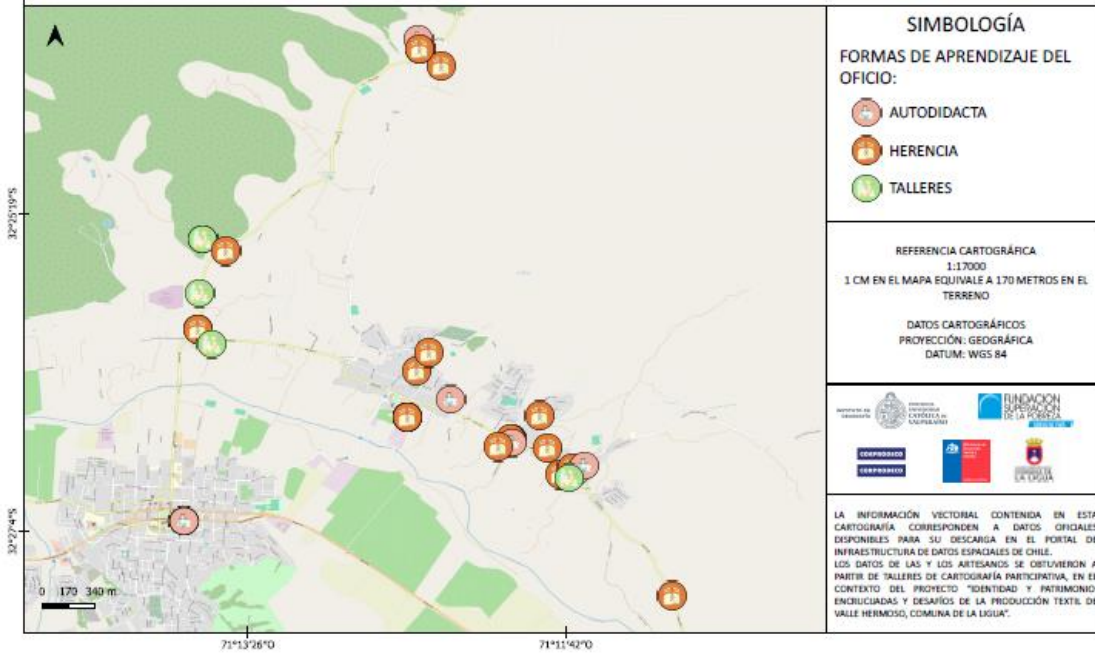 SIMBOLOGÍA
FORMAS DE APRENDIZAJE DEL
OFICIO:
AUTODIDACTA
HERENCIA
TALLERES
REFERENCIA CARTOGRÁFICA
1:17000
1 CM EN EL MAPA EQUIVALE A 170 METROS EN EL
TERRENO
DATOS CARTOGRÁFICOS
PROYECCIÓN: GEOGRÁFICA
DATUM: WGS 84
PONTIFICIA
UNIVERSIDAD
CATÓLICA DE
VALPARAÍSO
FUNDACION
SUPERACION
DE LA POBREZA
LA LIGUA
LA INFORMACIÓN VECTORIAL CONTENIDA EN ESTA
CARTOGRAFÍA CORRESPONDEN A DATOS OFICIALES
DISPONIBLES PARA SU DESCARGA EN EL PORTAL DE
INFRAESTRUCTURA DE DATOS ESPACIALES DE CHILE.
LOS DATOS DE LAS Y LOS ARTESANOS SE OBTUVIERON A
PARTIR DE TALLERES DE CARTOGRAFÍA PARTICIPATIVA, EN EL
CONTEXTO DEL PROYECTO "IDENTIDAD Y PATRIMONIO:
ENCRUCIJADAS Y DESAFÍOS DE LA PRODUCCIÓN TEXTIL DE
VALLE HERMOSO, COMUNA DE LA LIGUA".
32°25'19"S
32°27'4"S
0 170 340 m
71°13'26"O
71°11'42"O